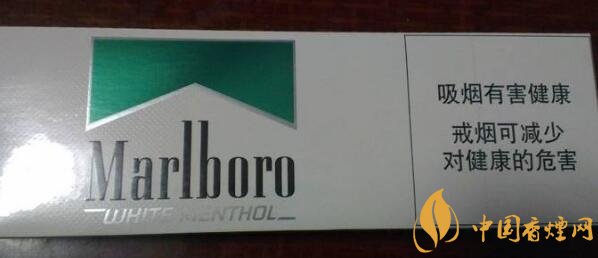 Marlboro
WHITE MENTHOL
吸烟有害健康
戒烟可减少
对健康的危害
中国香煙网